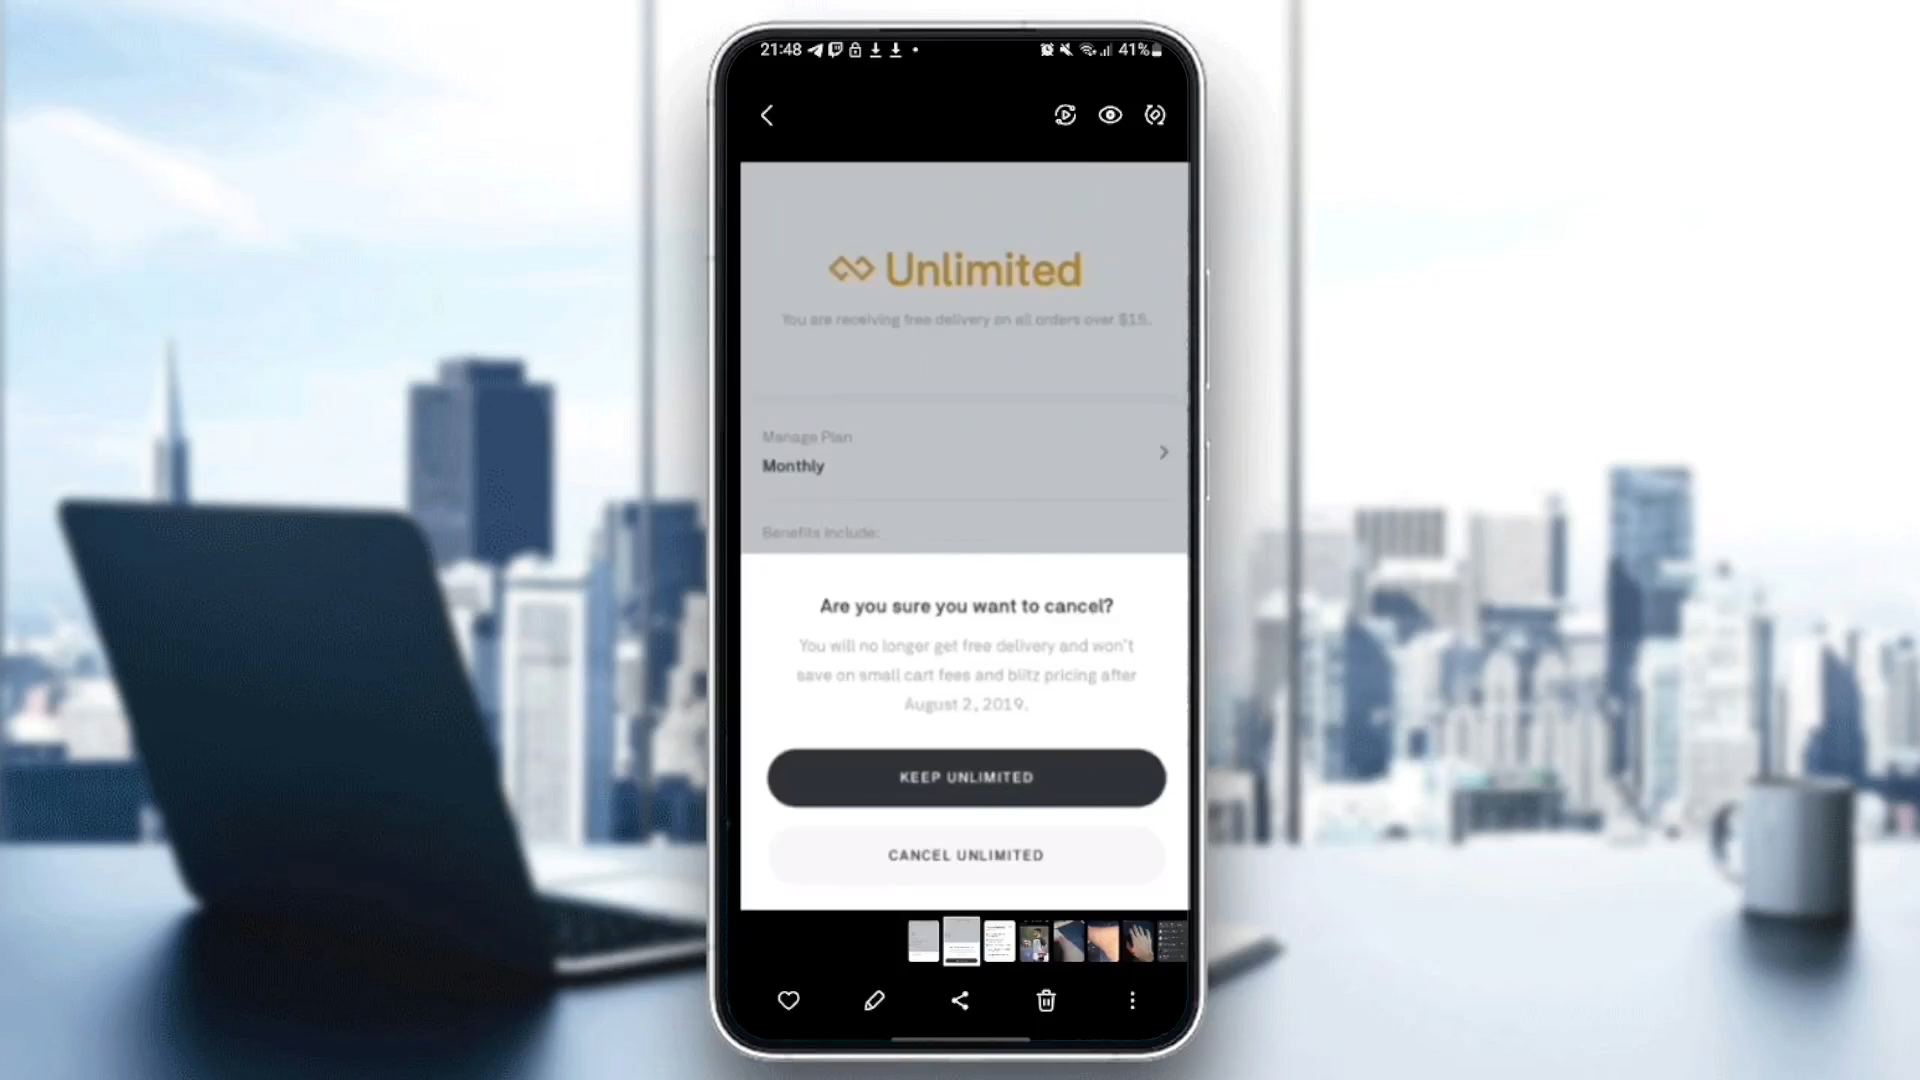 21:48
41%
Unlimited
You are receiving free delivery on all orders over $15.
Manage Plan
Monthly
Benefits include:
Are you sure you want to cancel?
You will no longer get free delivery and won't
save on small cart fees and blitz pricing after
August 2, 2019.
KEEP UNLIMITED
CANCEL UNLIMITED